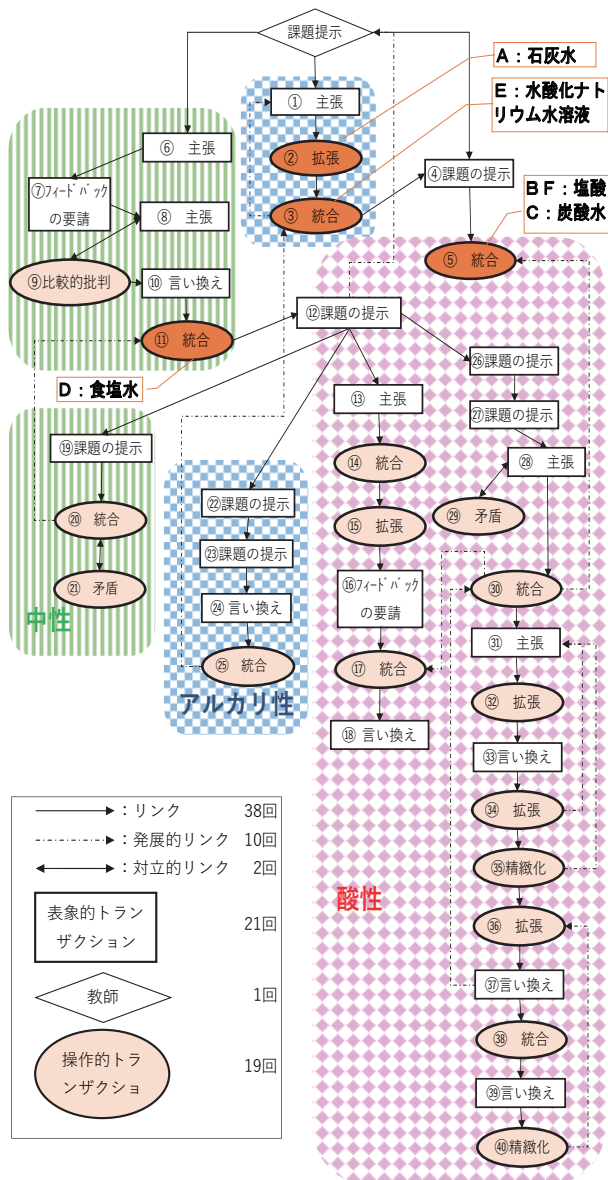 課題提示
A：石灰水
E：水酸化ナト
リウム水溶液
① 主張
② 拡張
③ 統合
④課題の提示
BF：塩酸
C：炭酸水
⑤ 統合
⑥ 主張
⑦フィードバック
の要請
⑧ 主張
⑨比較的批判
⑩ 言い換え
⑪ 統合
D：食塩水
⑫課題の提示
⑬ 主張
⑭ 統合
⑮ 拡張
⑯フィードバック
の要請
⑰ 統合
⑱ 言い換え
⑲課題の提示
⑳ 統合
㉑ 矛盾
中性
㉒課題の提示
㉓課題の提示
㉔ 言い換え
㉕ 統合
アルカリ性
㉖課題の提示
㉗課題の提示
㉘ 主張
㉙ 矛盾
㉚ 統合
㉛ 主張
㉜ 拡張
㉝言い換え
㉞ 拡張
㉟精緻化
㊱ 拡張
㊲言い換え
㊳ 統合
㊴言い換え
㊵精緻化
酸性
：リンク 38回
：発展的リンク 10回
：対立的リンク 2回
表象的トラン
ザクション
21回
教師
1回
操作的トラ
ンザクショ
19回